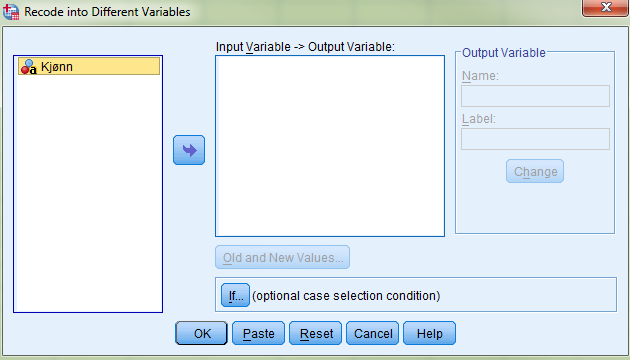 Recode into Different Variables
Kjønn
Input Variable -> Output Variable:
Output Variable
Name:
Label:
Change
Old and New Values...
If... (optional case selection condition)
OK Paste Reset Cancel Help